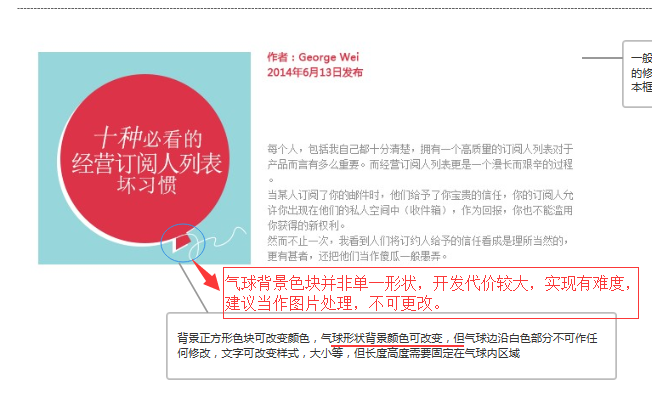 作者：George Wei
2014年6月13日发布
一般
的修
本框
十种必看的
经营订阅人列表
坏习惯
每个人，包括我自己都十分清楚，拥有一个高质量的订阅人列表对于
产品而言有多么重要。而经营订阅人列表更是一个漫长而艰辛的过程
。
当某人订阅了你的邮件时，他们给予了你宝贵的信任，你的订阅人允
许你出现在他们的私人空间中（收件箱），作为回报，你也不能滥用
你获得的新权利。
然而不止一次，我看到人们将订约人给予的信任看成是理所当然的，
更有甚者，还把他们当作傻瓜一般愚弄。
气球背景色块并非单一形状，开发代价较大，实现有难度，
建议当作图片处理，不可更改。
背景正方形色块可改变颜色，气球形状背景颜色可改变，但气球边沿白色部分不可作任
何修改，文字可改变样式，大小等，但长度高度需要固定在气球内区域